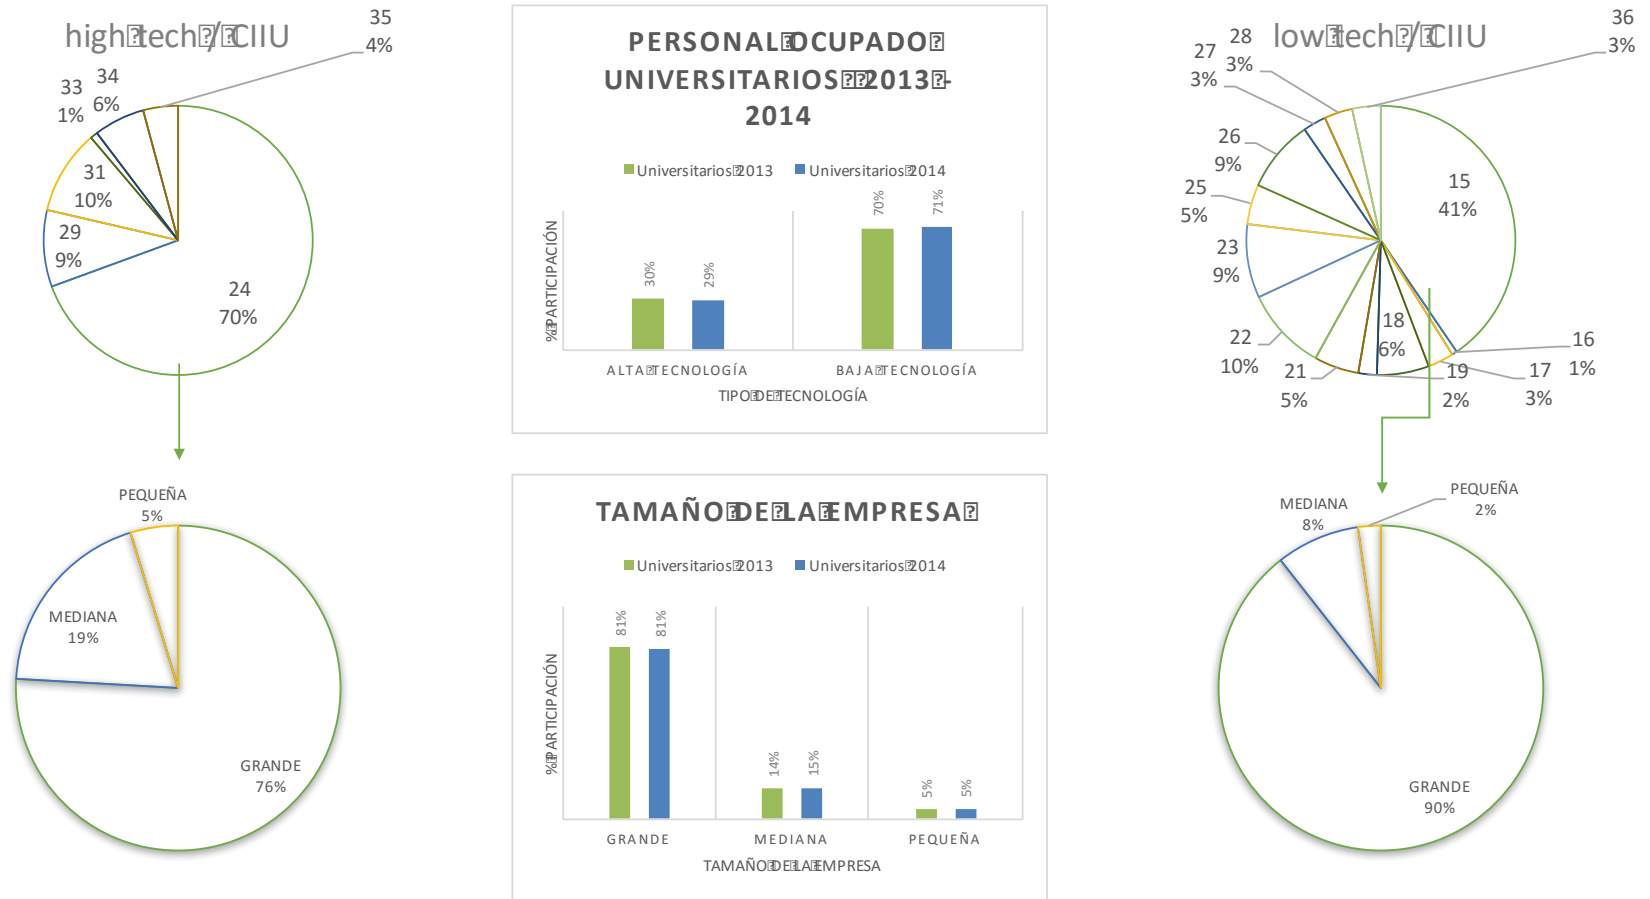 high tech / CIIU
35
4%
34
6%
33
1%
31
10%
29
9%
24
70%
PEQUEÑA
5%
MEDIANA
19%
GRANDE
76%
PERSONAL OCUPADO
UNIVERSITARIOS 2013 -
2014
Universitarios 2013
Universitarios 2014
% PARTICIPACIÓN
30%
29%
70%
71%
ALTA TECNOLOGÍA
BAJA TECNOLOGÍA
TIPO DE TECNOLOGÍA
TAMAÑO DE LA EMPRESA
Universitarios 2013
Universitarios 2014
% PARTICIPACIÓN
81%
81%
14%
15%
5%
5%
GRANDE
MEDIANA
PEQUEÑA
TAMAÑO DE LA EMPRESA
low tech / CIIU
36
3%
28
3%
27
3%
26
9%
25
5%
23
9%
22
10%
21
5%
19
2%
18
6%
17
3%
16
1%
15
41%
PEQUEÑA
2%
MEDIANA
8%
GRANDE
90%